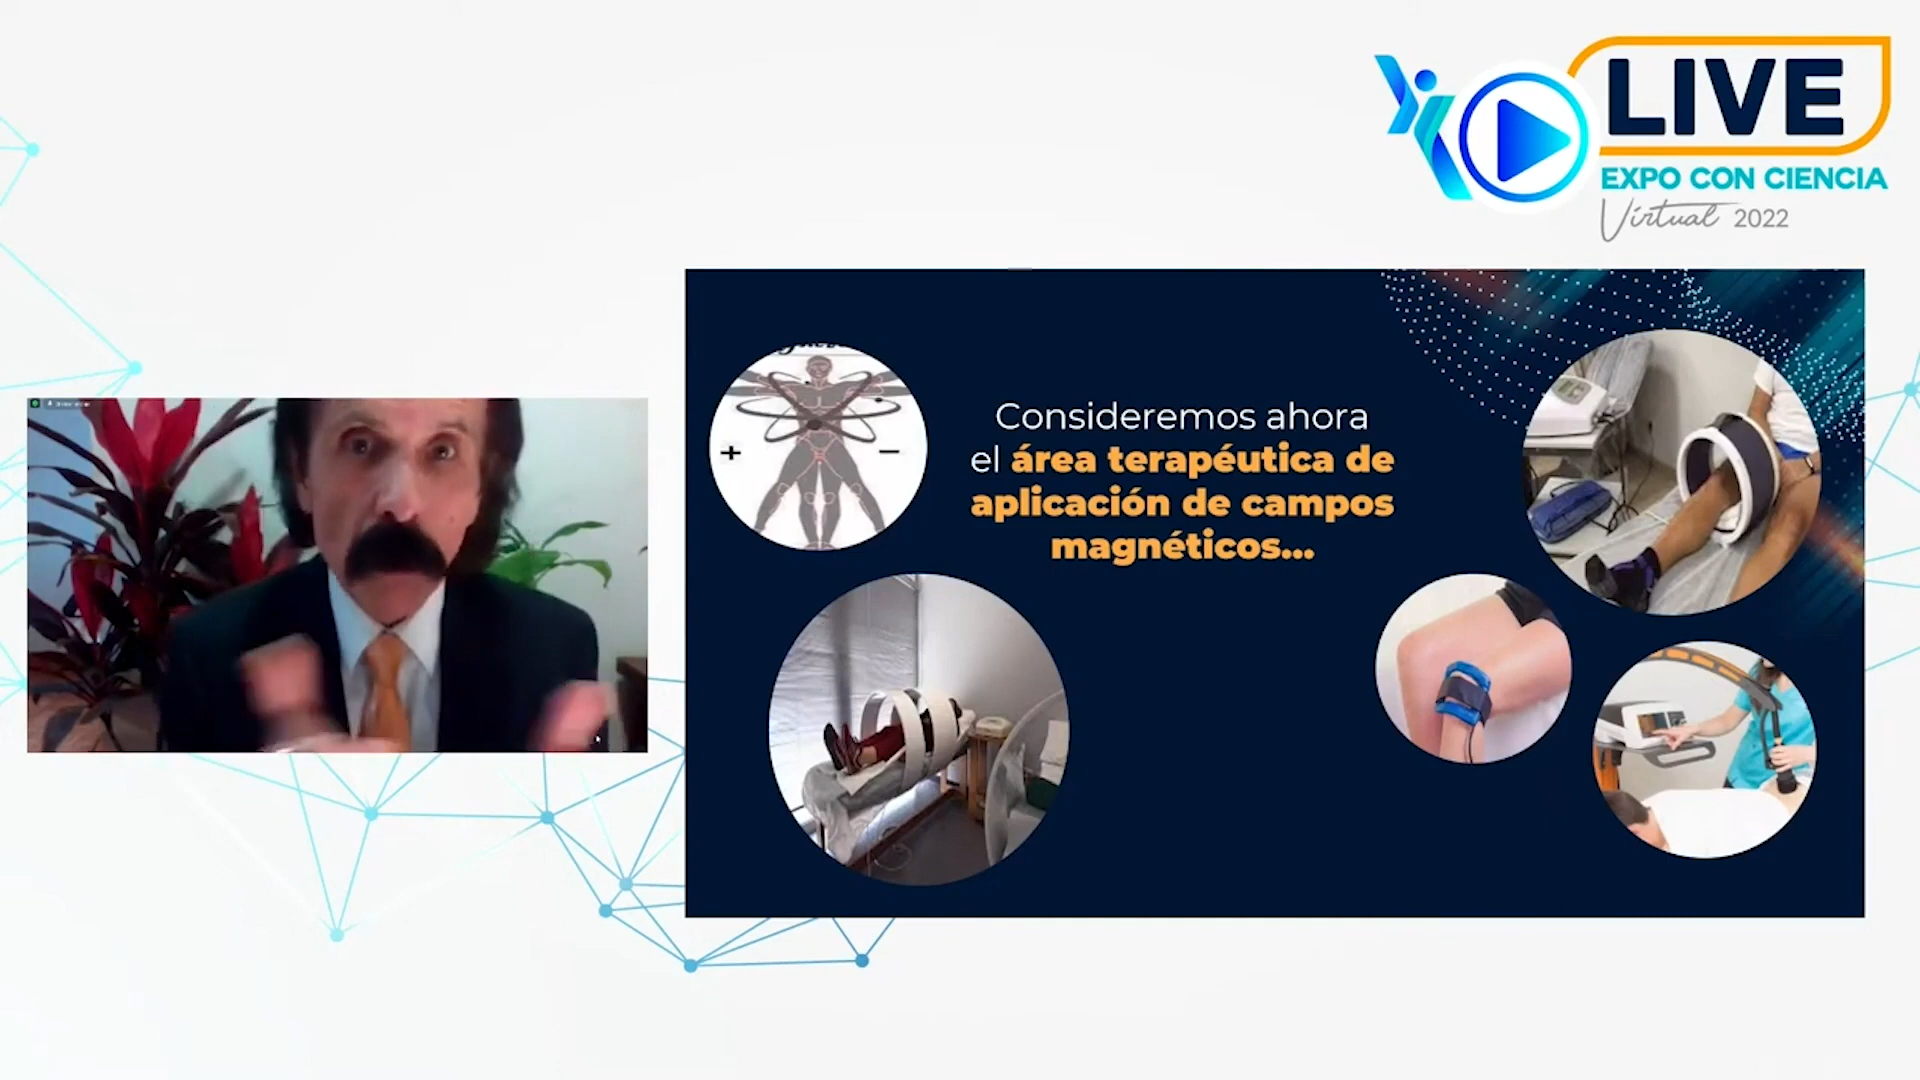 LIVE
EXPO CON CIENCIA
Virtual 2022
Consideremos ahora
el área terapéutica de
aplicación de campos
magnéticos...
+ −